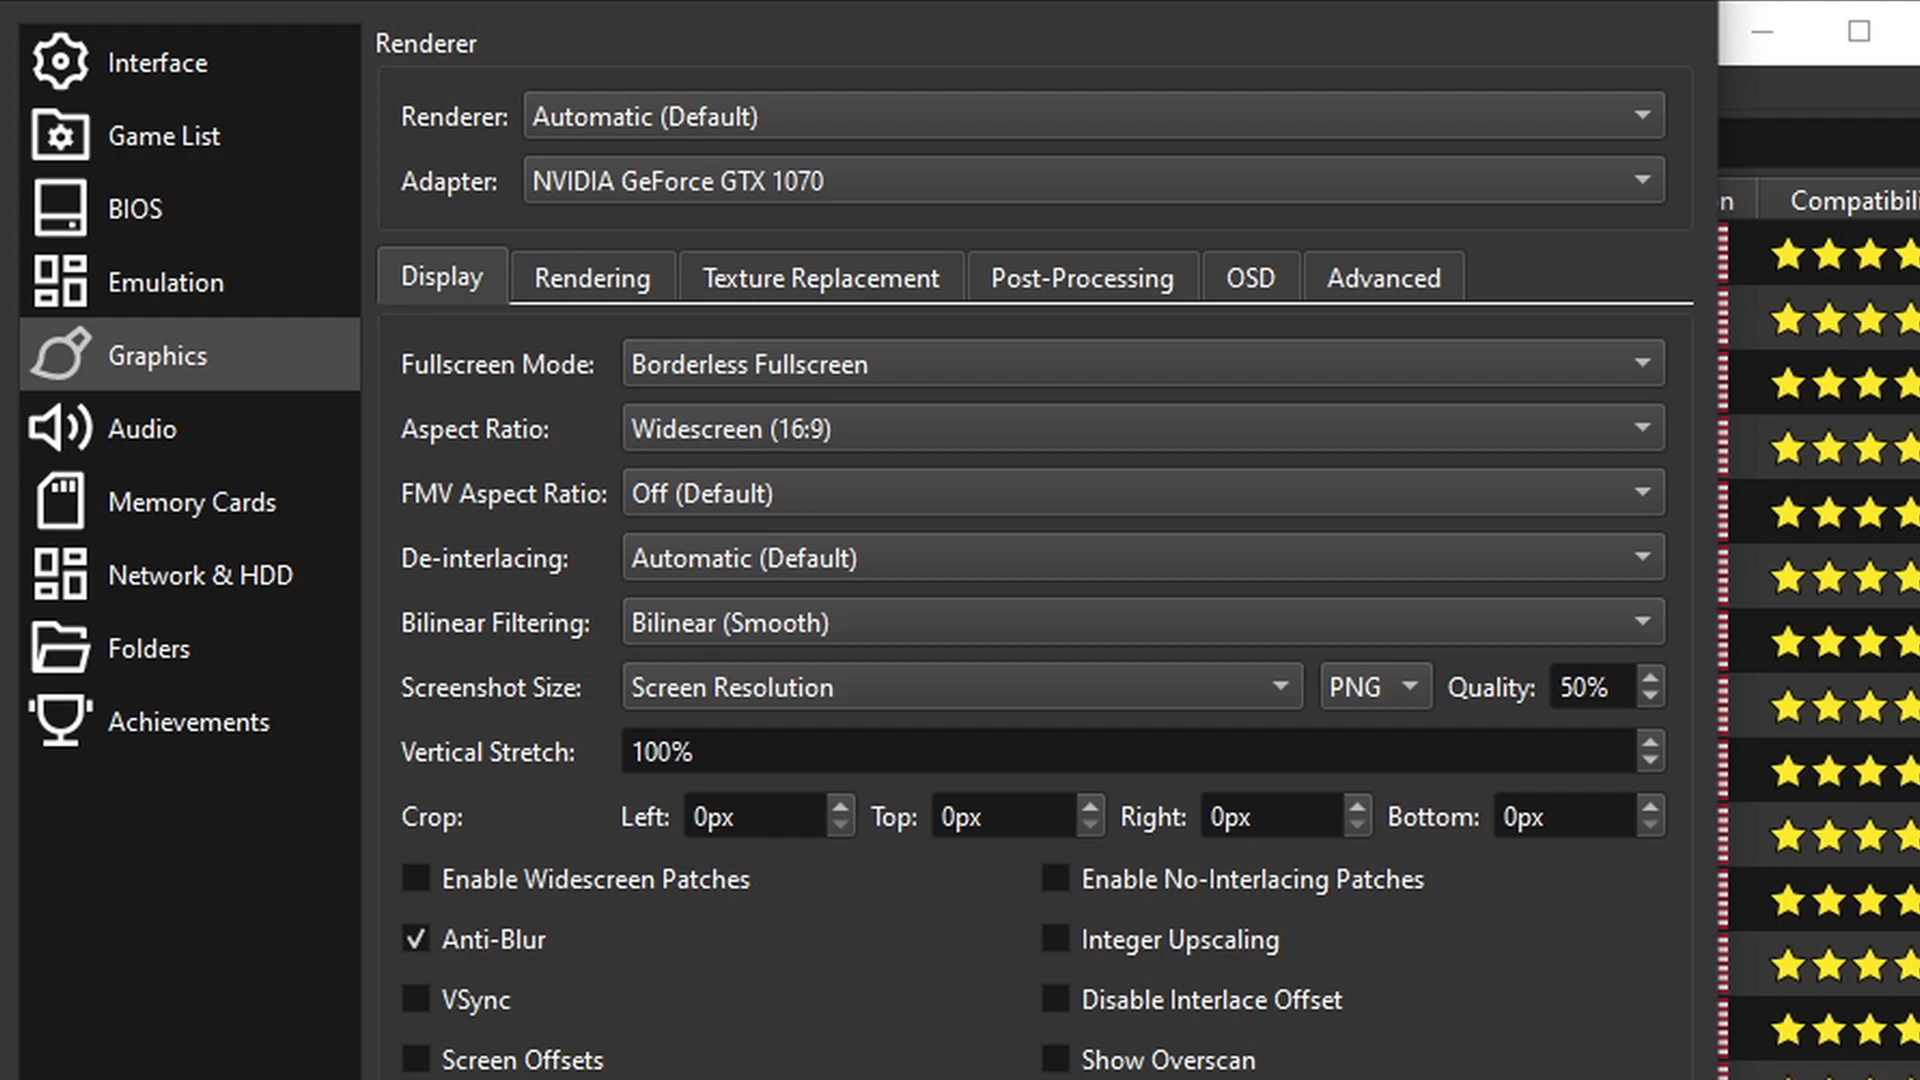 Interface
Game List
BIOS
Emulation
Graphics
Audio
Memory Cards
Network & HDD
Folders
Achievements
Renderer
Renderer: Automatic (Default)
Adapter: NVIDIA GeForce GTX 1070
Display Rendering Texture Replacement Post-Processing OSD Advanced
Fullscreen Mode: Borderless Fullscreen
Aspect Ratio: Widescreen (16:9)
FMV Aspect Ratio: Off (Default)
De-interlacing: Automatic (Default)
Bilinear Filtering: Bilinear (Smooth)
Screenshot Size: Screen Resolution PNG Quality: 50%
Vertical Stretch: 100%
Crop: Left: 0px Top: 0px Right: 0px Bottom: 0px
Enable Widescreen Patches Enable No-Interlacing Patches
Anti-Blur Integer Upscaling
VSync Disable Interlace Offset
Screen Offsets Show Overscan
n Compatibili